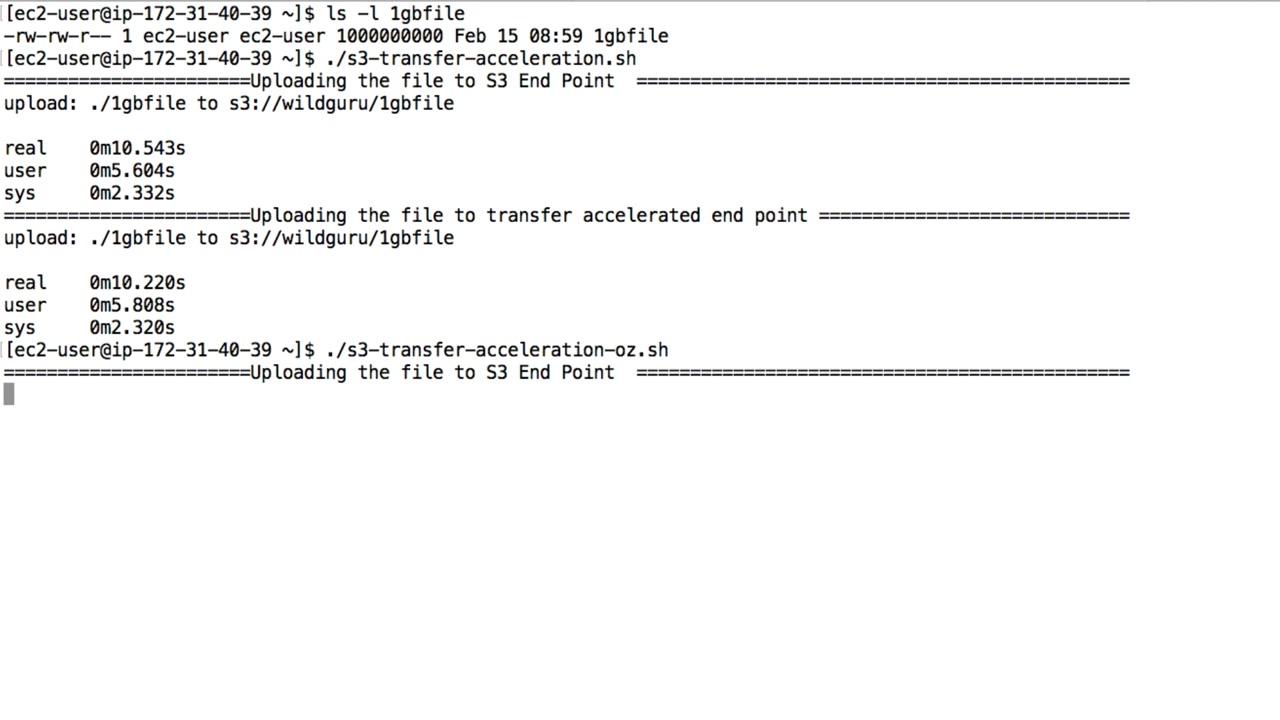 [ec2-user@ip-172-31-40-39 ~]$ ls -l 1gbfile
-rw-rw-r-- 1 ec2-user ec2-user 1000000000 Feb 15 08:59 1gbfile
[ec2-user@ip-172-31-40-39 ~]$ ./s3-transfer-acceleration.sh
=======================Uploading the file to S3 End Point  ==============================================
upload: ./1gbfile to s3://wildguru/1gbfile
real    0m10.543s
user    0m5.604s
sys     0m2.332s
=======================Uploading the file to transfer accelerated end point =============================
upload: ./1gbfile to s3://wildguru/1gbfile
real    0m10.220s
user    0m5.808s
sys     0m2.320s
[ec2-user@ip-172-31-40-39 ~]$ ./s3-transfer-acceleration-oz.sh
=======================Uploading the file to S3 End Point  ==============================================